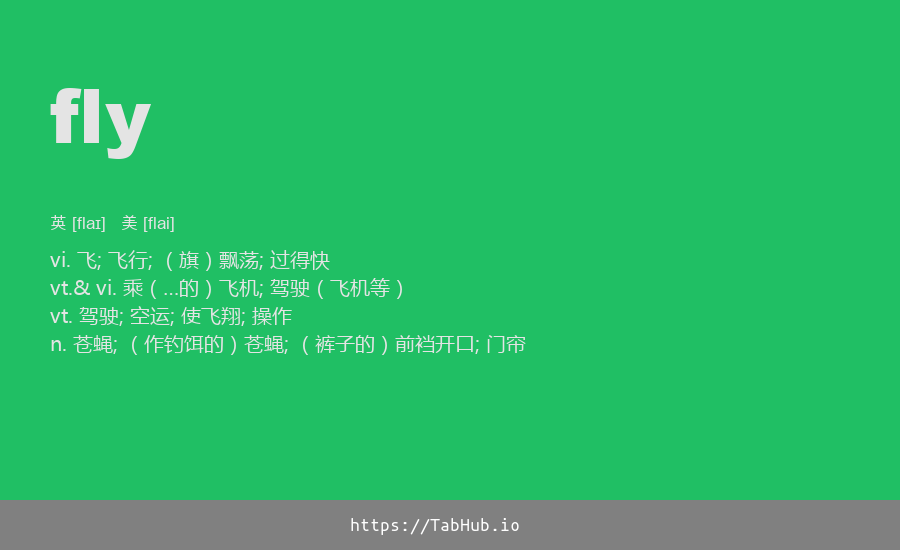 fly
英 [flaɪ] 美 [flai]
vi. 飞; 飞行; （旗）飘荡; 过得快
vt.& vi. 乘（…的）飞机; 驾驶（飞机等）
vt. 驾驶; 空运; 使飞翔; 操作
n. 苍蝇; （作钓饵的）苍蝇; （裤子的）前裆开口; 门帘
https://TabHub.io